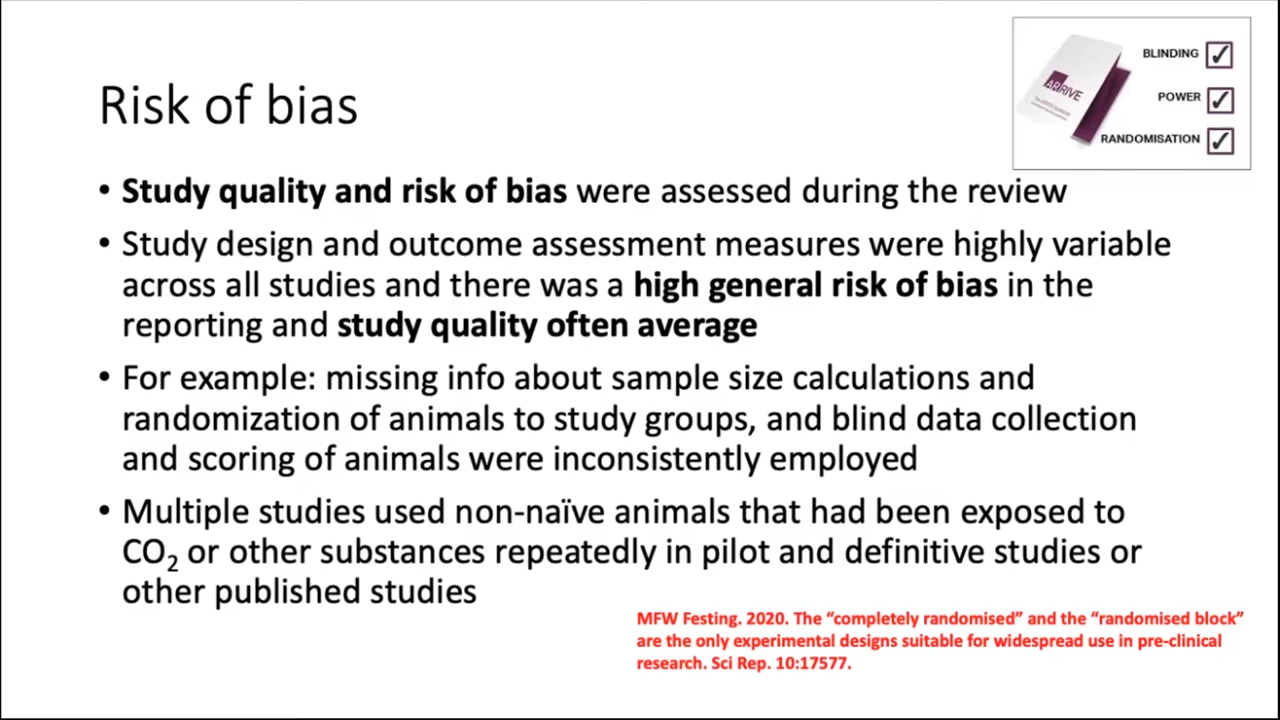 BLINDING
POWER
RANDOMISATION
ARRIVE
Risk of bias
• Study quality and risk of bias were assessed during the review
• Study design and outcome assessment measures were highly variable
across all studies and there was a high general risk of bias in the
reporting and study quality often average
• For example: missing info about sample size calculations and
randomization of animals to study groups, and blind data collection
and scoring of animals were inconsistently employed
• Multiple studies used non-naïve animals that had been exposed to
CO₂ or other substances repeatedly in pilot and definitive studies or
other published studies
MFW Festing. 2020. The “completely randomised” and the “randomised block”
are the only experimental designs suitable for widespread use in pre-clinical
research. Sci Rep. 10:17577.